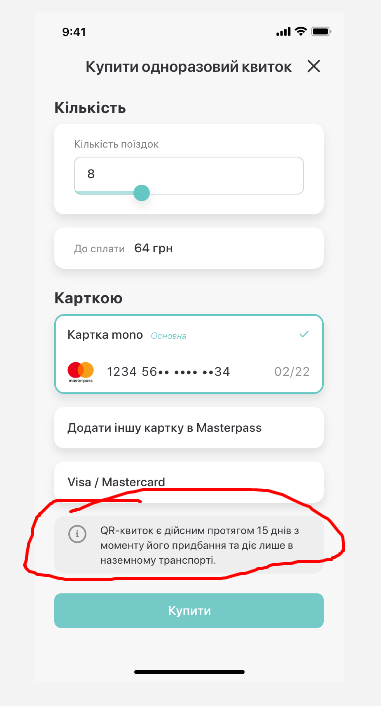 9:41
Купити одноразовий квиток
Кількість
Кількість поїздок
8
До сплати 64 грн
Карткою
Картка mono Основна
masterpass 1234 56•• •••• ••34 02/22
Додати іншу картку в Masterpass
Visa / Mastercard
QR-квиток є дійсним протягом 15 днів з
моменту його придбання та діє лише в
наземному транспорті.
Купити